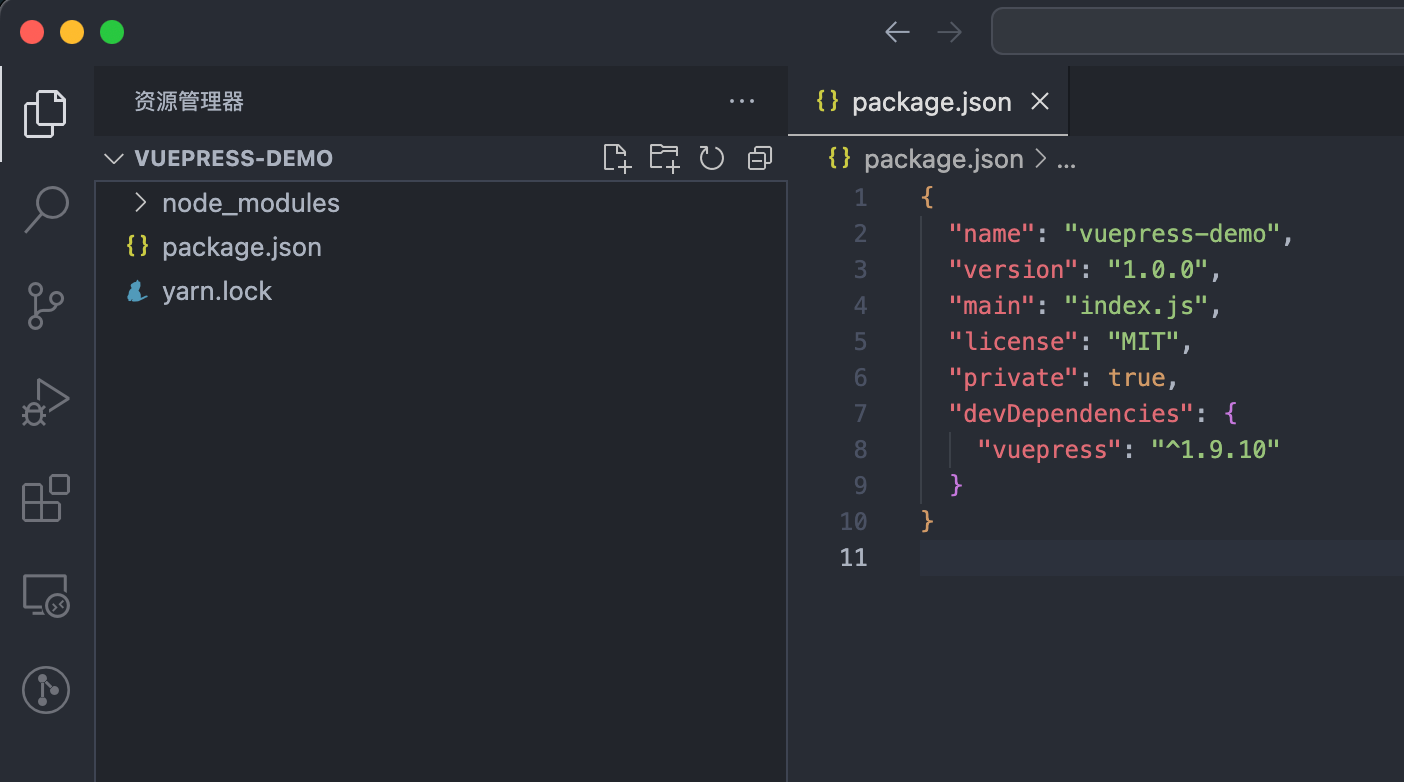 资源管理器
VUEPRESS-DEMO
node_modules
package.json
yarn.lock
package.json
package.json > ...
1 {
2 "name": "vuepress-demo",
3 "version": "1.0.0",
4 "main": "index.js",
5 "license": "MIT",
6 "private": true,
7 "devDependencies": {
8 "vuepress": "^1.9.10"
9 }
10 }
11